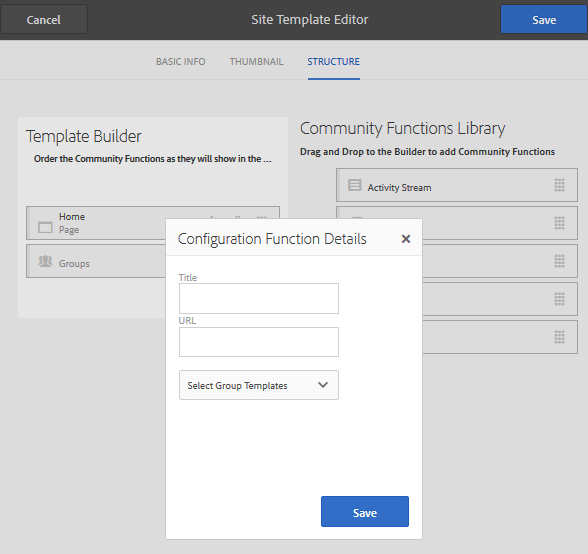 Cancel
Site Template Editor
Save
BASIC INFO
THUMBNAIL
STRUCTURE
Template Builder
Order the Community Functions as they will show in the ...
Home
Page
Groups
Community Functions Library
Drag and Drop to the Builder to add Community Functions
Activity Stream
Configuration Function Details
Title
URL
Select Group Templates
Save